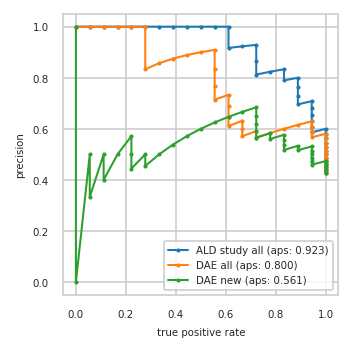 1.0
0.8
0.6
0.4
0.2
0.0
precision
0.0 0.2 0.4 0.6 0.8 1.0
true positive rate
ALD study all (aps: 0.923)
DAE all (aps: 0.800)
DAE new (aps: 0.561)